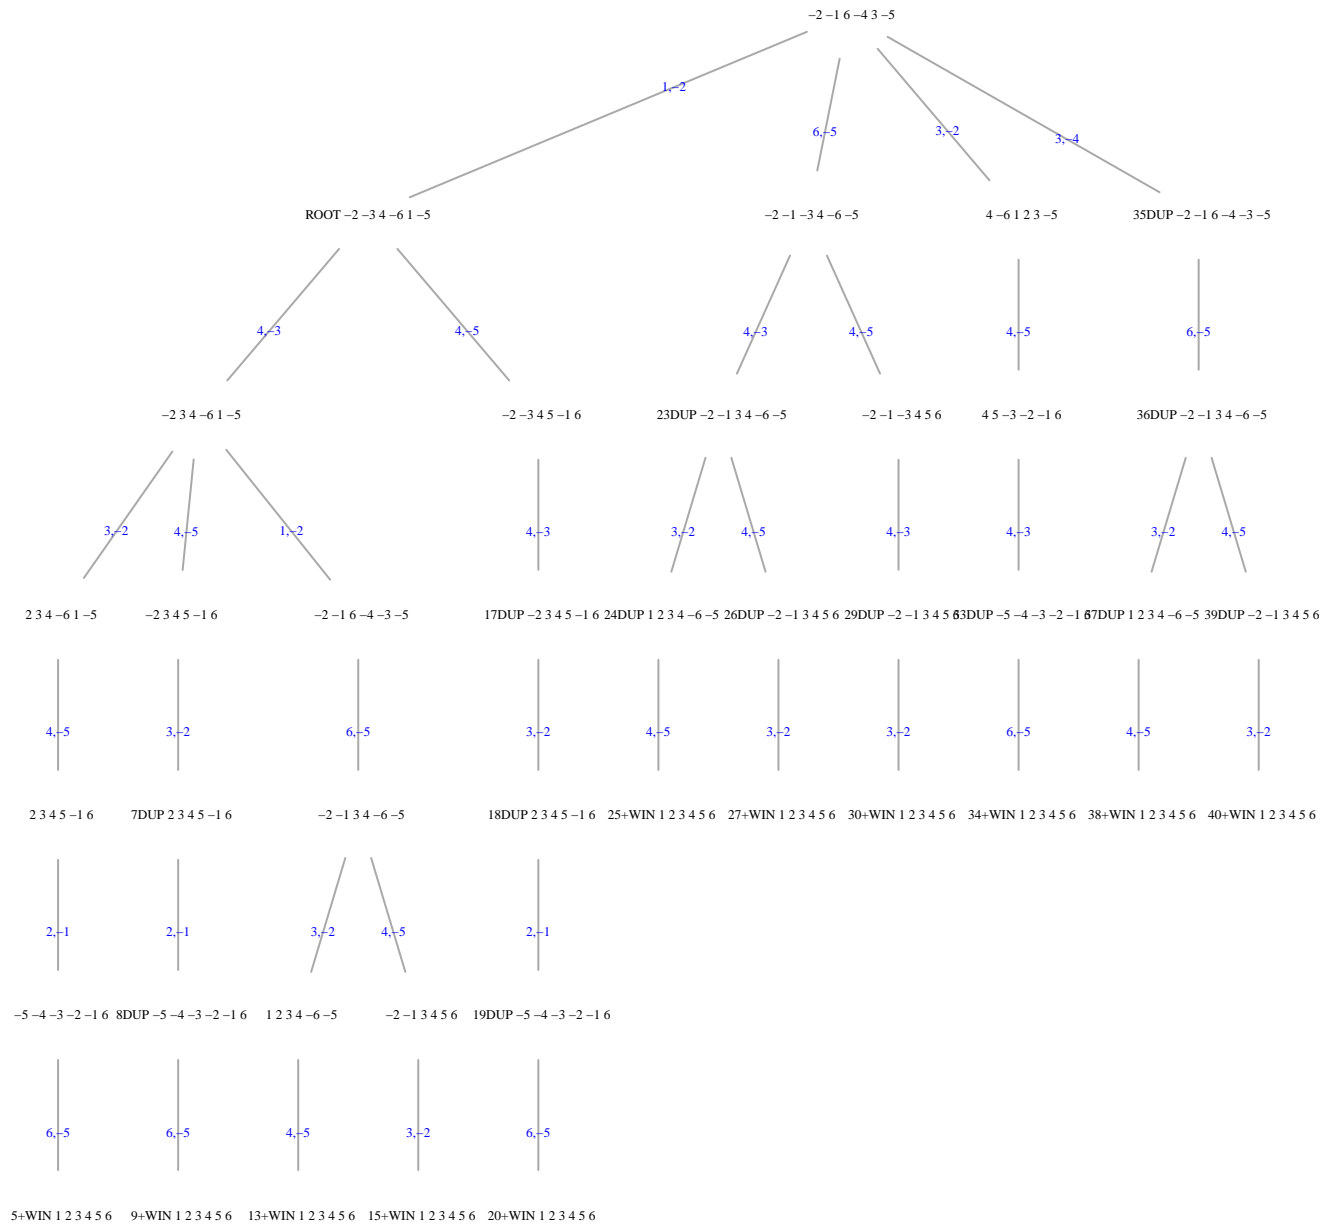 −2 −1 6 −4 3 −5
1,−2
6,−5 3,−2 3,−4
ROOT −2 −3 4 −6 1 −5 −2 −1 −3 4 −6 −5 4 −6 1 2 3 −5 35DUP −2 −1 6 −4 −3 −5
4,−3 4,−5 4,−3 4,−5 4,−5 6,−5
−2 3 4 −6 1 −5 −2 −3 4 5 −1 6 23DUP −2 −1 3 4 −6 −5 −2 −1 −3 4 5 6 4 5 −3 −2 −1 6 36DUP −2 −1 3 4 −6 −5
3,−2 4,−5 1,−2 4,−3 3,−2 4,−5 4,−3 4,−3 3,−2 4,−5
2 3 4 −6 1 −5 −2 3 4 5 −1 6 −2 −1 6 −4 −3 −5 17DUP −2 3 4 5 −1 6 24DUP 1 2 3 4 −6 −5 26DUP −2 −1 3 4 5 6 29DUP −2 −1 3 4 5 6 33DUP −5 −4 −3 −2 −1 6 37DUP 1 2 3 4 −6 −5 39DUP −2 −1 3 4 5 6
4,−5 3,−2 6,−5 3,−2 4,−5 3,−2 3,−2 6,−5 4,−5 3,−2
2 3 4 5 −1 6 7DUP 2 3 4 5 −1 6 −2 −1 3 4 −6 −5 18DUP 2 3 4 5 −1 6 25+WIN 1 2 3 4 5 6 27+WIN 1 2 3 4 5 6 30+WIN 1 2 3 4 5 6 34+WIN 1 2 3 4 5 6 38+WIN 1 2 3 4 5 6 40+WIN 1 2 3 4 5 6
2,−1 2,−1 3,−2 4,−5 2,−1
−5 −4 −3 −2 −1 6 8DUP −5 −4 −3 −2 −1 6 1 2 3 4 −6 −5 −2 −1 3 4 5 6 19DUP −5 −4 −3 −2 −1 6
6,−5 6,−5 4,−5 3,−2 6,−5
5+WIN 1 2 3 4 5 6 9+WIN 1 2 3 4 5 6 13+WIN 1 2 3 4 5 6 15+WIN 1 2 3 4 5 6 20+WIN 1 2 3 4 5 6